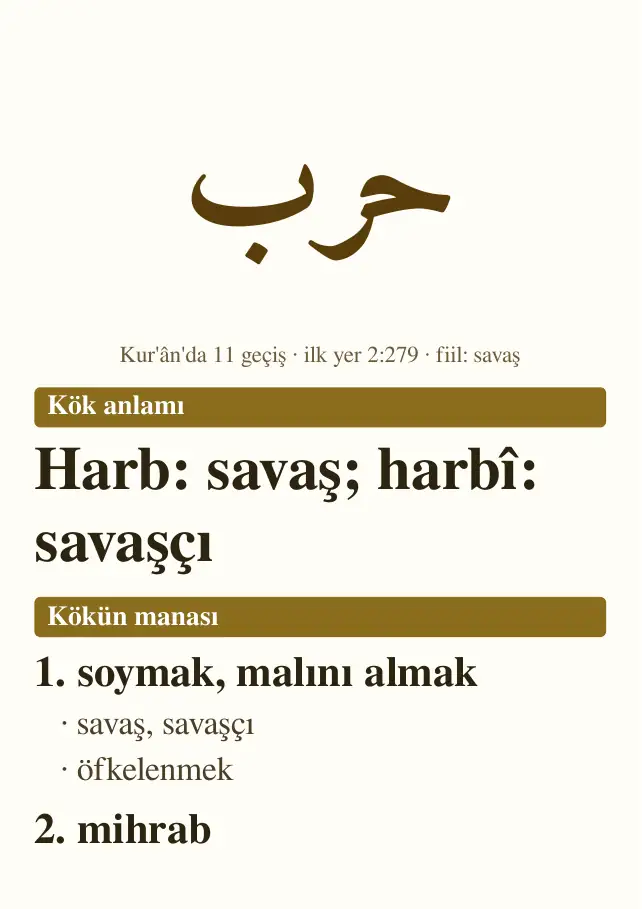 حرب
Kur'ân'da 11 geçiş · ilk yer 2:279 · fiil: savaş
Kök anlamı
Harb: savaş; harbî:
savaşçı
Kökün manası
1. soymak, malını almak
· savaş, savaşçı
· öfkelenmek
2. mihrab